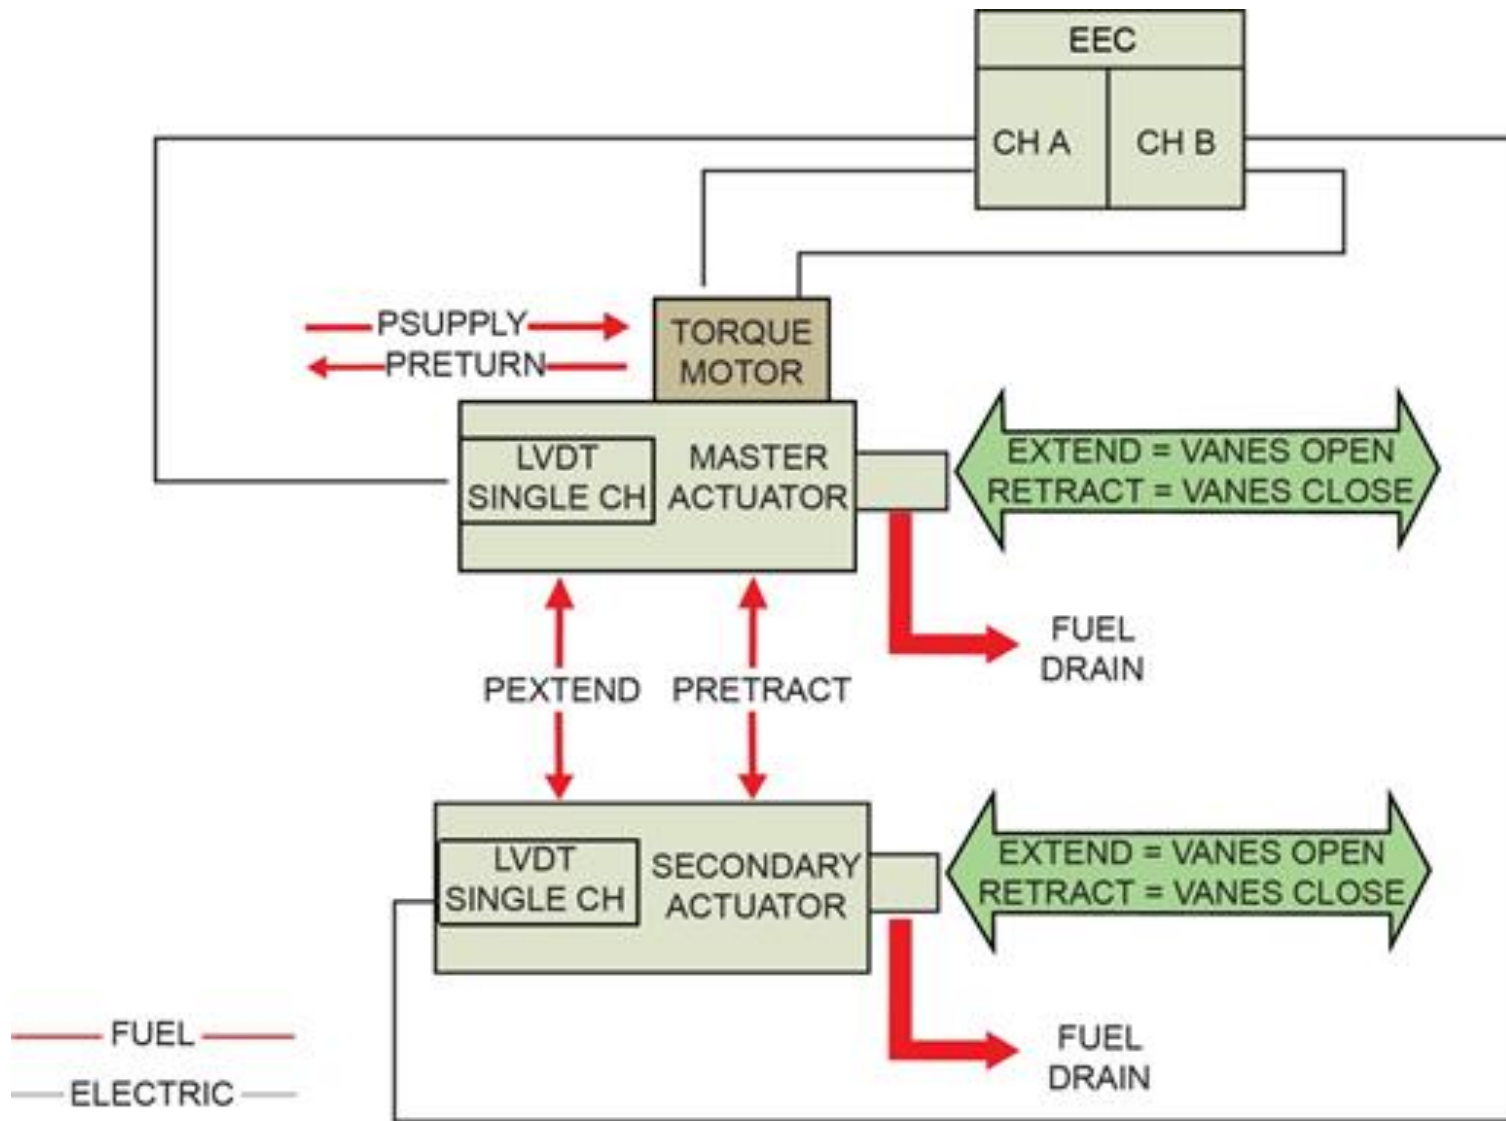 EEC
CH A
CH B
PSUPPLY
PRETURN
TORQUE
MOTOR
LVDT
SINGLE CH
MASTER
ACTUATOR
EXTEND = VANES OPEN
RETRACT = VANES CLOSE
FUEL
DRAIN
PEXTEND
PRETRACT
LVDT
SINGLE CH
SECONDARY
ACTUATOR
EXTEND = VANES OPEN
RETRACT = VANES CLOSE
FUEL
DRAIN
FUEL
ELECTRIC